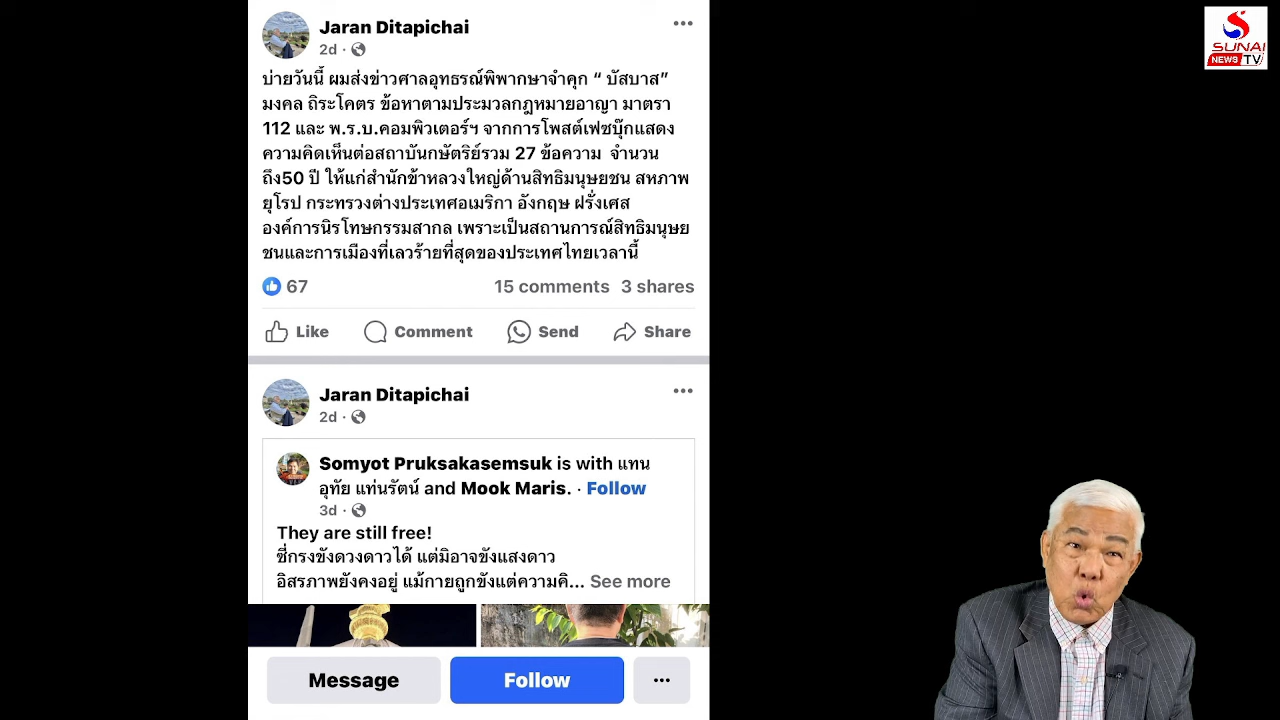 Jaran Ditapichai
2d ·
บ่ายวันนี้ ผมส่งข่าวศาลอุทธรณ์พิพากษาจำคุก “ บัสบาส”
มงคล ถิระโคตร ข้อหาตามประมวลกฎหมายอาญา มาตรา
112 และ พ.ร.บ.คอมพิวเตอร์ฯ จากการโพสต์เฟซบุ๊กแสดง
ความคิดเห็นต่อสถาบันกษัตริย์รวม 27 ข้อความ จำนวน
ถึง50 ปี ให้แก่สำนักข้าหลวงใหญ่ด้านสิทธิมนุษยชน สหภาพ
ยุโรป กระทรวงต่างประเทศอเมริกา อังกฤษ ฝรั่งเศส
องค์การนิรโทษกรรมสากล เพราะเป็นสถานการณ์สิทธิมนุษย
ชนและการเมืองที่เลวร้ายที่สุดของประเทศไทยเวลานี้
67 15 comments 3 shares
Like Comment Send Share
Jaran Ditapichai
2d ·
Somyot Pruksakasemsuk is with แทน
อุทัย แท่นรัตน์ and Mook Maris. · Follow
3d ·
They are still free!
ซี่กรงขังดวงดาวได้ แต่มิอาจขังแสงดาว
อิสรภาพยังคงอยู่ แม้กายถูกขังแต่ความคิ... See more
Message Follow
SUNAI
NEWS TV